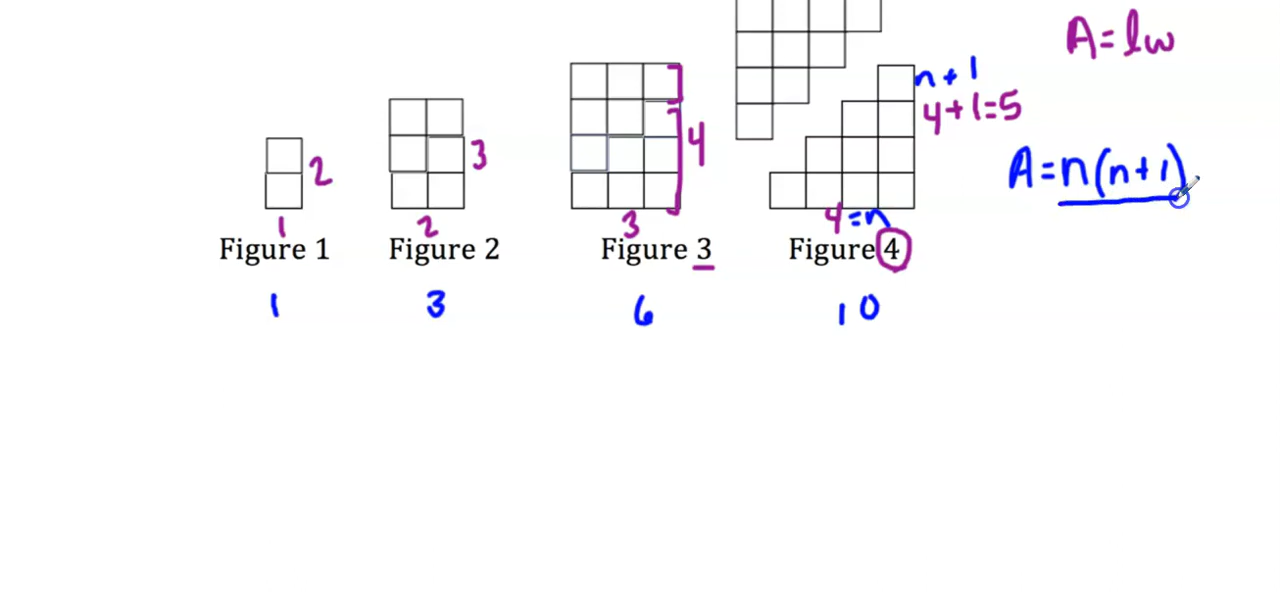 A = lw
n + 1
4 + 1 = 5
A = n(n + 1)
2
3
4
1
2
3
4 = n
Figure 1
Figure 2
Figure 3
Figure 4
1
3
6
10